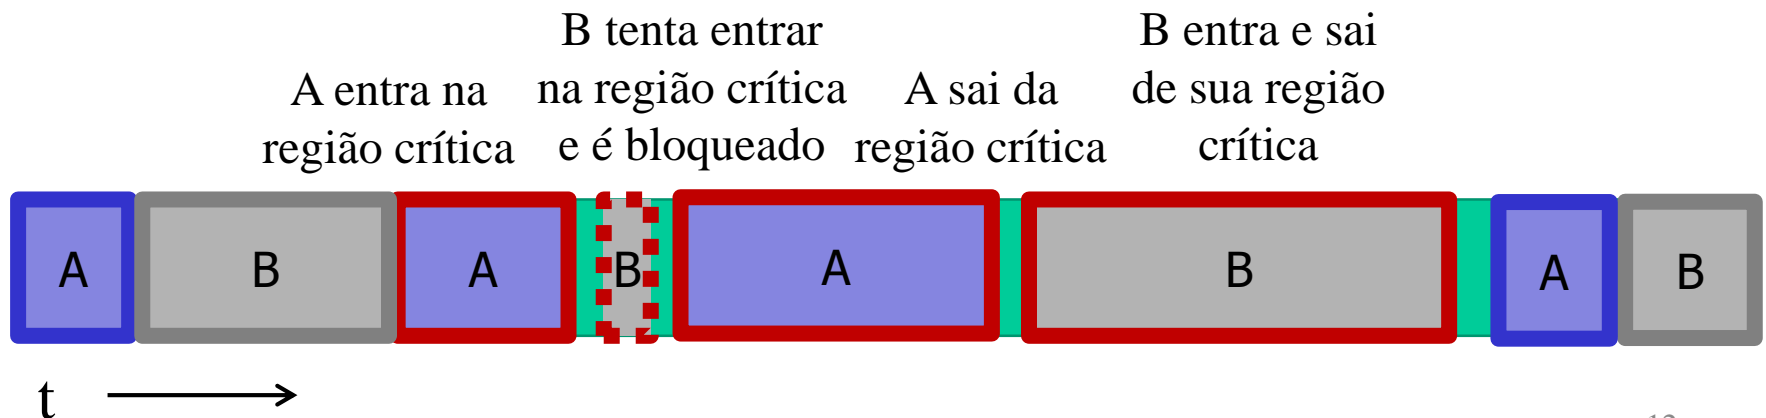 A entra na
região crítica
B tenta entrar
na região crítica
e é bloqueado
A sai da
região crítica
B entra e sai
de sua região
crítica
A
B
A
B
A
B
A
B
t